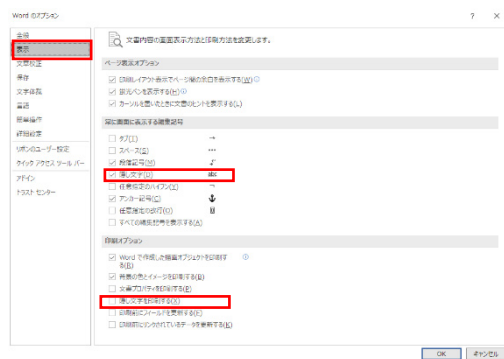 Word のオプション
? ×
全般
表示
文章校正
保存
文字体裁
言語
簡単操作
詳細設定
リボンのユーザー設定
クイック アクセス ツール バー
アドイン
トラスト センター
文書内容の画面表示方法と印刷方法を変更します。
ページ表示オプション
印刷レイアウト表示でページ間の余白を表示する(W)
蛍光ペンを表示する(H)
カーソルを置いたときに文書のヒントを表示する(L)
常に画面に表示する編集記号
タブ(T) →
スペース(S) ···
段落記号(M)
隠し文字(D) abc
任意指定のハイフン(Y) ¬
アンカー記号(C)
任意指定の改行(O)
すべての編集記号を表示する(A)
印刷オプション
Word で作成した描画オブジェクトを印刷す
る(R)
背景の色とイメージを印刷する(B)
文書プロパティを印刷する(P)
隠し文字を印刷する(X)
印刷前にフィールドを更新する(F)
印刷前にリンクされているデータを更新する(K)
OK キャンセル